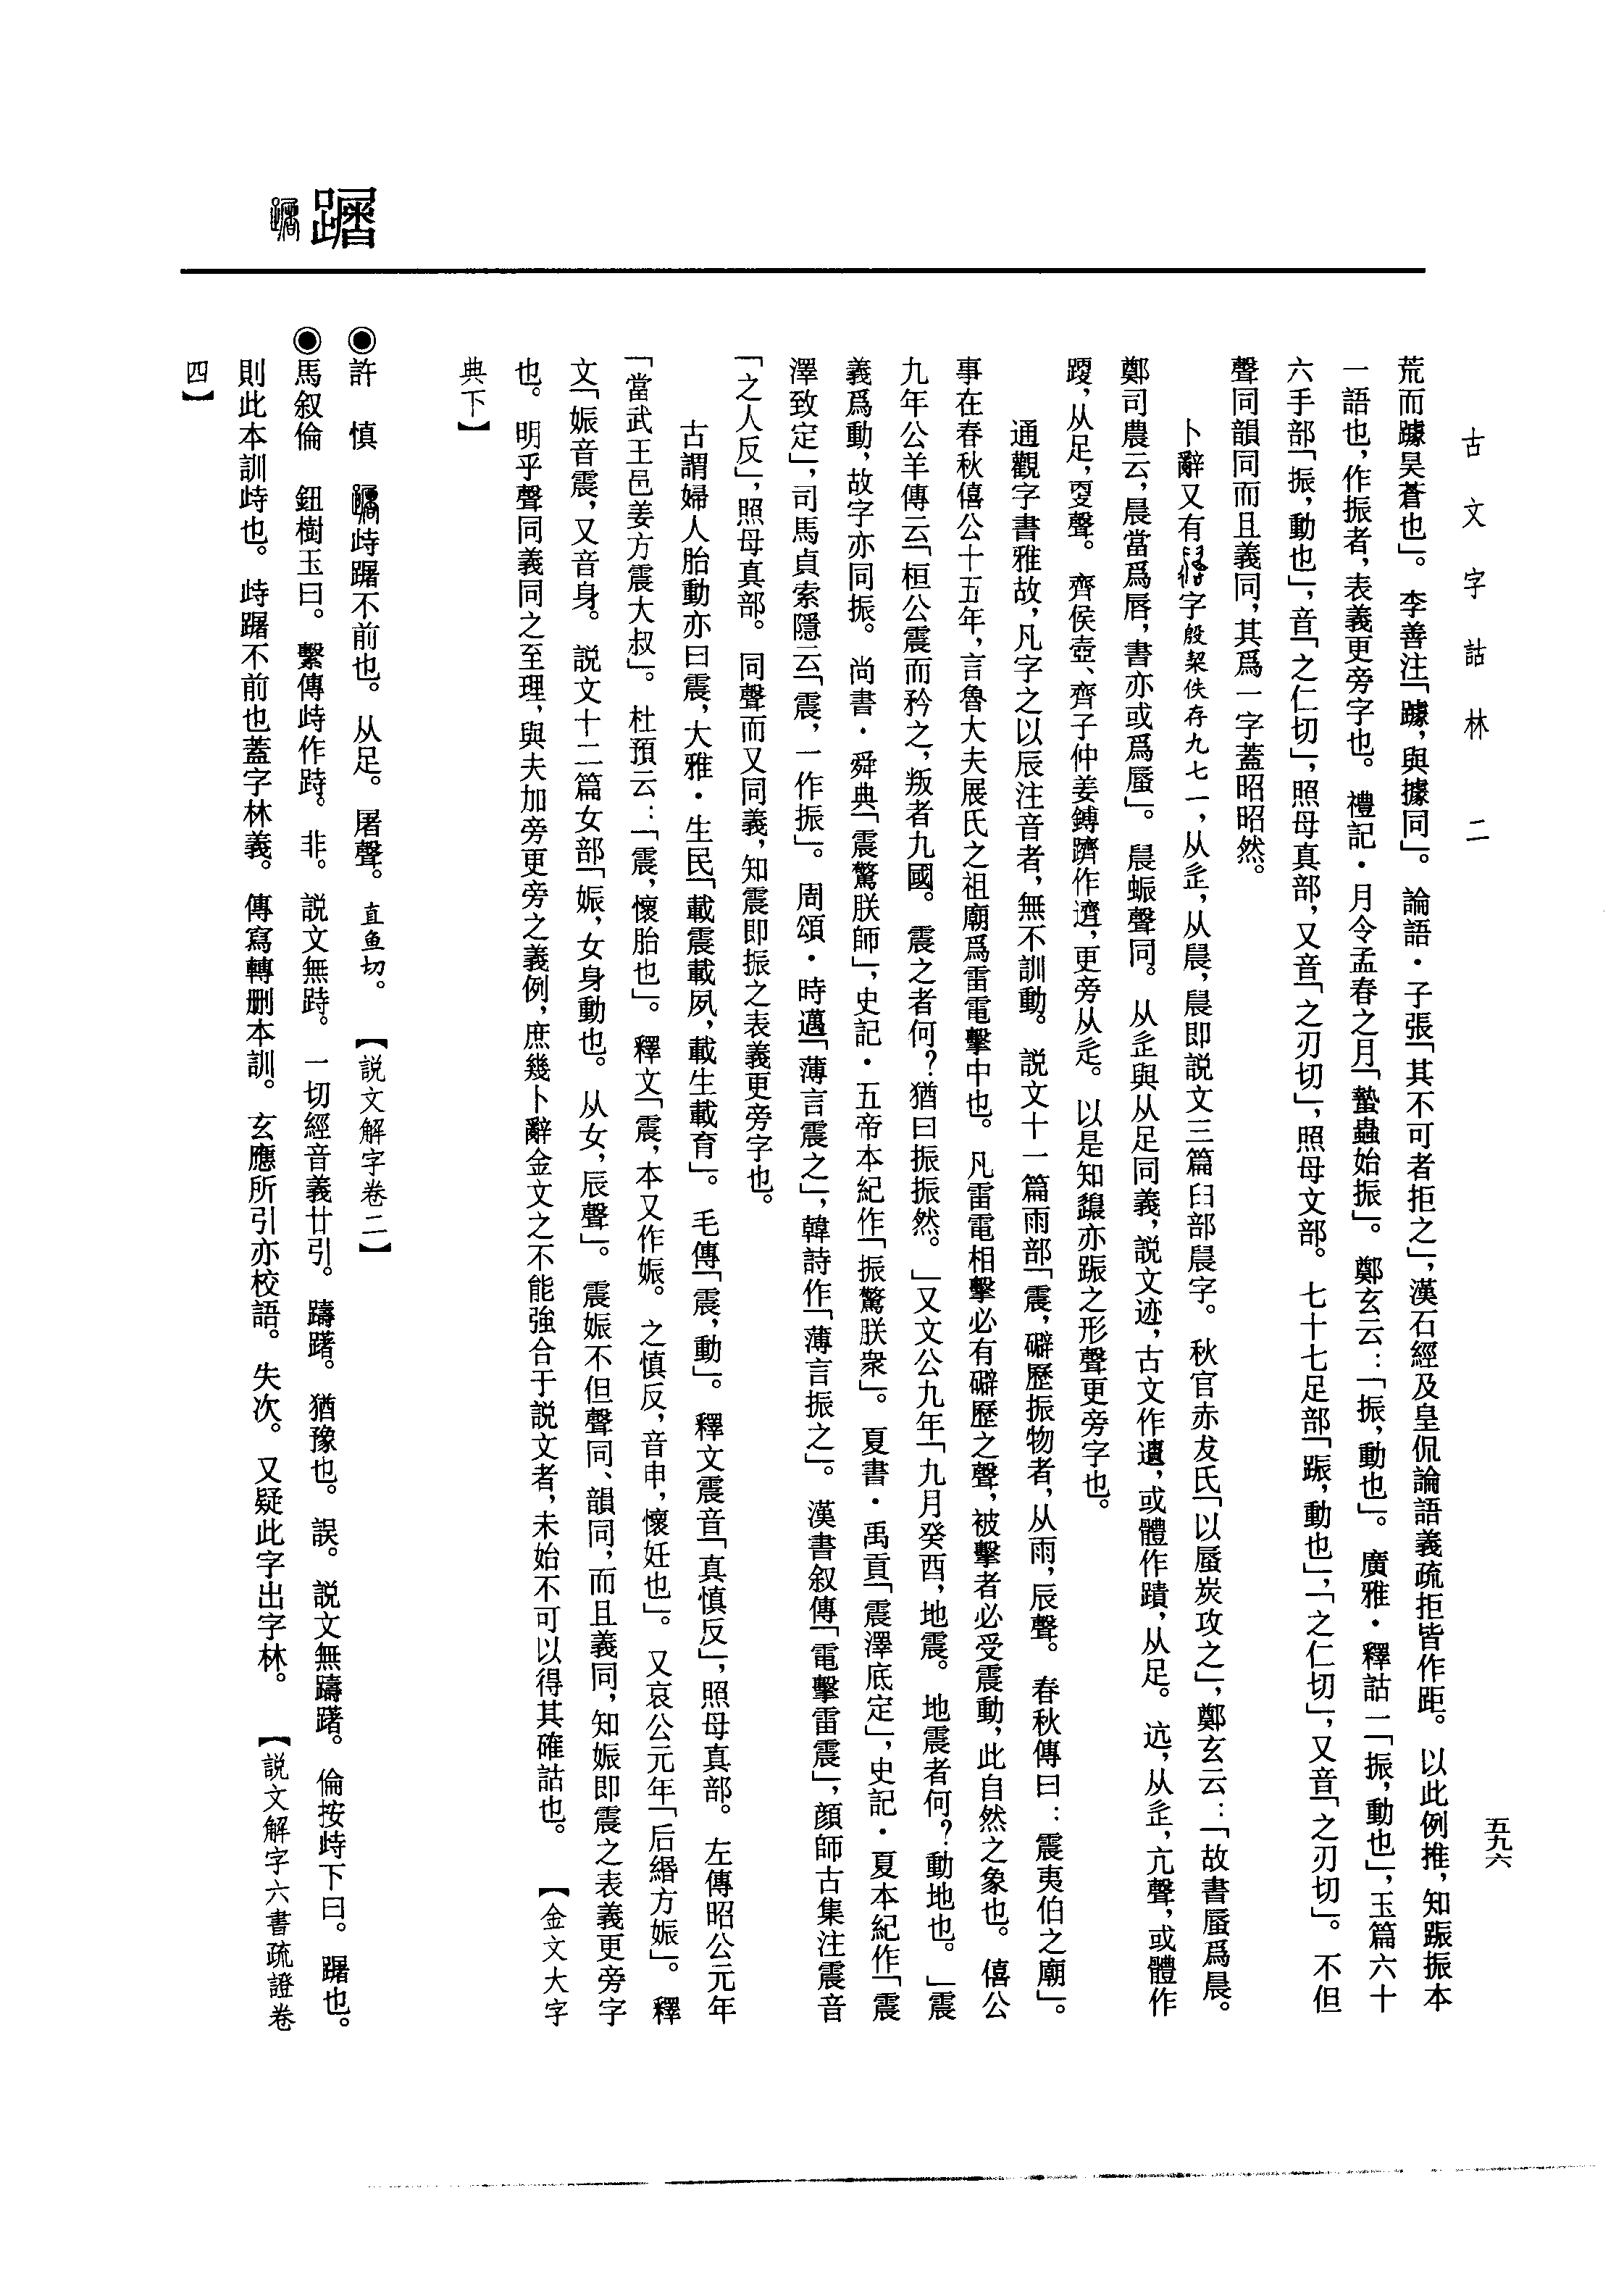 古文字詁林 二
五九六
荒而躆昊蒼也」。李善注「躆，與據同」。論語·子張「其不可者拒之」，漢石經及皇侃論語義疏拒皆作距。以此例推，知踬振本
一語也，作振者，表義更旁字也。禮記·月令孟春之月「蟄蟲始振」。鄭玄云：「振，動也」。廣雅·釋詁一「振，動也」，玉篇六十
六手部「振，動也」，音「之仁切」，照母真部，又音「之刃切」，照母文部。七十七足部「踬，動也」，「之仁切」，又音「之刃切」。不但
聲同韻同而且義同，其爲一字蓋昭昭然。
卜辭又有字殷契佚存九七一，从辵，从晨，晨即説文三篇臼部晨字。秋官赤犮氏「以蜃炭攻之」，鄭玄云：「故書蜃爲晨。
鄭司農云，晨當爲唇，書亦或爲蜃」。晨蜄聲同。从辵與从足同義，説文迹，古文作䢱，或體作蹟，从足。远，从辵，亢聲，或體作
䟘，从足，㪅聲。齊侯壺、齊子仲姜鎛躋作𨘷，更旁从辵。以是知亦踬之形聲更旁字也。
通觀字書雅故，凡字之以辰注音者，無不訓動。説文十一篇雨部「震，礔歷振物者，从雨，辰聲。春秋傳曰：震夷伯之廟」。
事在春秋僖公十五年，言魯大夫展氏之祖廟爲雷電擊中也。凡雷電相擊必有礔歷之聲，被擊者必受震動，此自然之象也。僖公
九年公羊傳云「桓公震而矜之，叛者九國。震之者何？猶曰振振然。」又文公九年「九月癸酉，地震。地震者何？動地也。」震
義爲動，故字亦同振。尚書·舜典「震驚朕師」，史記·五帝本紀作「振驚朕衆」。夏書·禹貢「震澤底定」，史記·夏本紀作「震
澤致定」，司馬貞索隱云「震，一作振」。周頌·時邁「薄言震之」，韓詩作「薄言振之」。漢書叙傳「電擊雷震」，顔師古集注震音
「之人反」，照母真部。同聲而又同義，知震即振之表義更旁字也。
古謂婦人胎動亦曰震，大雅·生民「載震載夙，載生載育」。毛傳「震，動」。釋文震音「真慎反」，照母真部。左傳昭公元年
「當武王邑姜方震大叔」。杜預云：「震，懷胎也」。釋文「震，本又作娠。之慎反，音申，懷妊也」。又哀公元年「后緡方娠」。釋
文「娠音震，又音身。説文十二篇女部「娠，女身動也。从女，辰聲」。震娠不但聲同、韻同，而且義同，知娠即震之表義更旁字
也。明乎聲同義同之至理，與夫加旁更旁之義例，庶幾卜辭金文之不能強合于説文者，未始不可以得其確詁也。【金文大字
典下】
躇
◉許 慎 歭躇不前也。从足。屠聲。直魚切。【説文解字卷二】
◉馬叙倫 鈕樹玉曰。繫傳歭作跱。非。説文無跱。一切經音義廿引。躊躇。猶豫也。誤。説文無躊躇。倫按歭下曰。躇也。
則此本訓歭也。歭躇不前也蓋字林義。傳寫轉删本訓。玄應所引亦校語。失次。又疑此字出字林。【説文解字六書疏證卷
四】